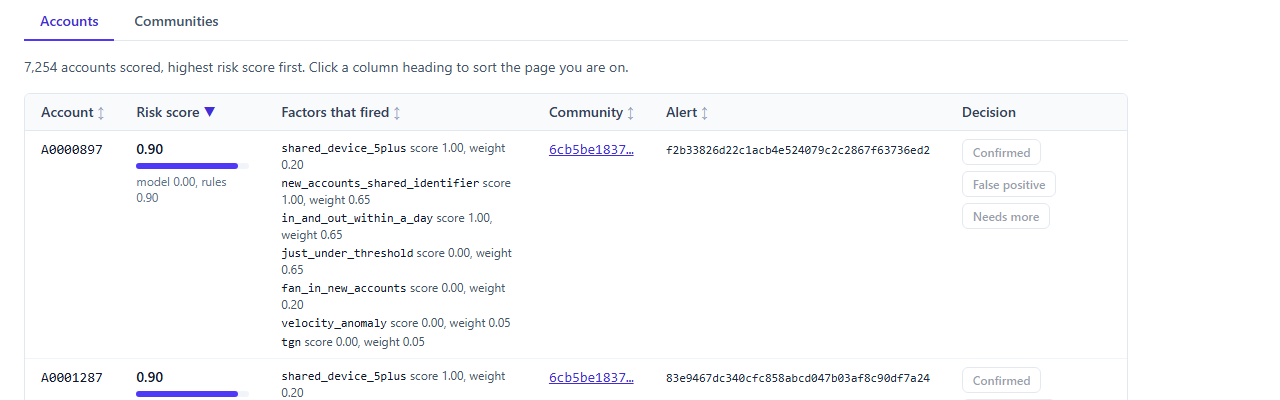 Accounts Communities
7,254 accounts scored, highest risk score first. Click a column heading to sort the page you are on.
Account ↕ Risk score ▼ Factors that fired ↕ Community ↕ Alert ↕ Decision
A0000897
0.90
model 0.00, rules
0.90
shared_device_5plus score 1.00, weight
0.20
new_accounts_shared_identifier score
1.00, weight 0.65
in_and_out_within_a_day score 1.00,
weight 0.65
just_under_threshold score 0.00, weight
0.65
fan_in_new_accounts score 0.00, weight
0.20
velocity_anomaly score 0.00, weight 0.05
tgn score 0.00, weight 0.05
6cb5be1837…
f2b33826d22c1acb4e524079c2c2867f63736ed2
Confirmed
False positive
Needs more
A0001287
0.90
shared_device_5plus score 1.00, weight
0.20
6cb5be1837…
83e9467dc340cfc858abcd047b03af8c90df7a24
Confirmed